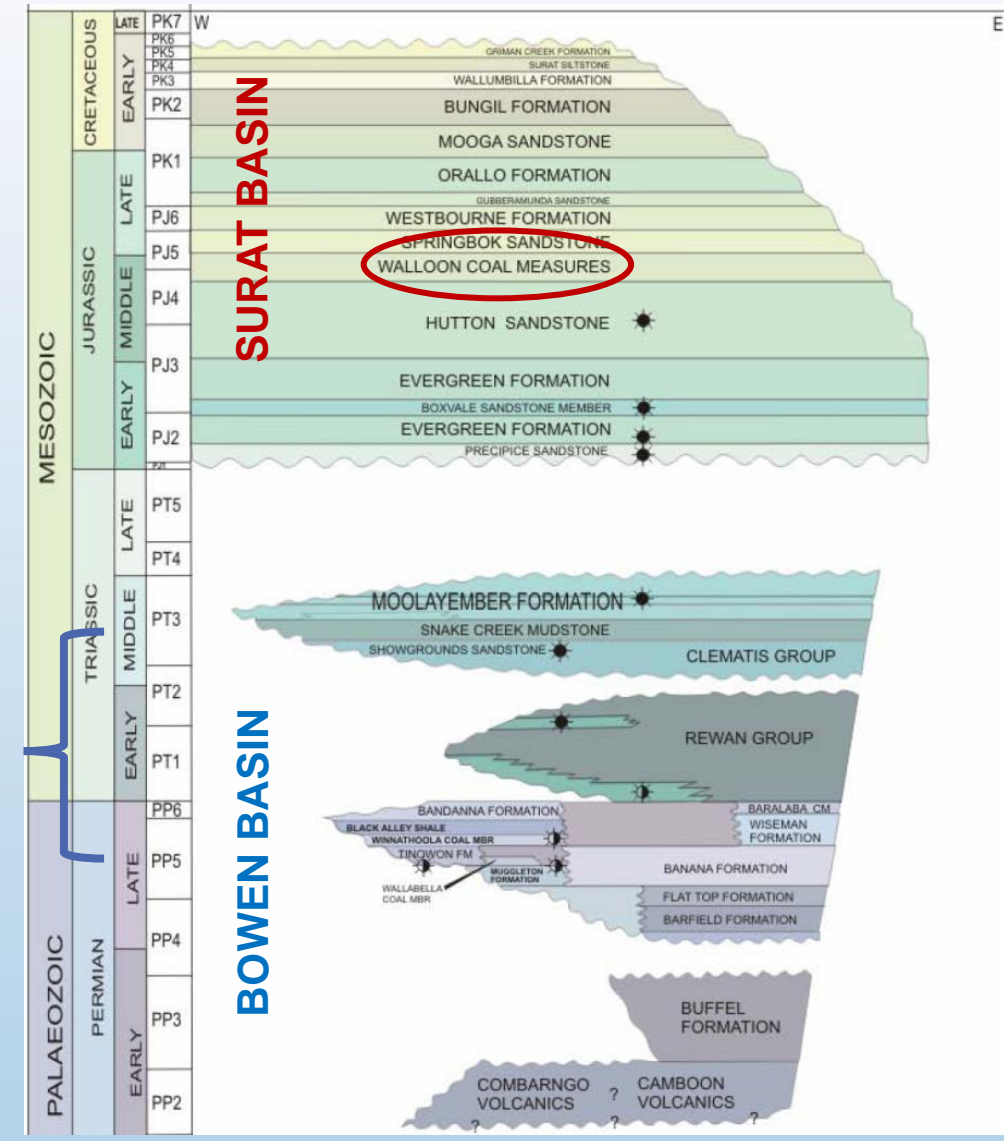 LATE PK7 W E
PK6
PK5
PK4
PK3
PK2
PK1
PJ6
PJ5
PJ4
PJ3
PJ2
PJ1
PT5
PT4
PT3
PT2
PT1
PP6
PP5
PP4
PP3
PP2
MESOZOIC
PALAEOZOIC
CRETACEOUS
JURASSIC
TRIASSIC
PERMIAN
EARLY
LATE
MIDDLE
EARLY
LATE
MIDDLE
EARLY
LATE
EARLY
SURAT BASIN
GRIMAN CREEK FORMATION
SURAT SILTSTONE
WALLUMBILLA FORMATION
BUNGIL FORMATION
MOOGA SANDSTONE
ORALLO FORMATION
GUBBERAMUNDA SANDSTONE
WESTBOURNE FORMATION
SPRINGBOK SANDSTONE
WALLOON COAL MEASURES
HUTTON SANDSTONE
EVERGREEN FORMATION
BOXVALE SANDSTONE MEMBER
EVERGREEN FORMATION
PRECIPICE SANDSTONE
BOWEN BASIN
MOOLAYEMBER FORMATION
SNAKE CREEK MUDSTONE
SHOWGROUNDS SANDSTONE
CLEMATIS GROUP
REWAN GROUP
BANDANNA FORMATION
BARALABA CM
BLACK ALLEY SHALE
WISEMAN
FORMATION
WINNATHOOLA COAL MBR
TINOWON FM
MUGGLETON
FORMATION
BANANA FORMATION
WALLABELLA
COAL MBR
FLAT TOP FORMATION
BARFIELD FORMATION
BUFFEL
FORMATION
COMBARNGO
VOLCANICS
?
CAMBOON
VOLCANICS
? ? ?